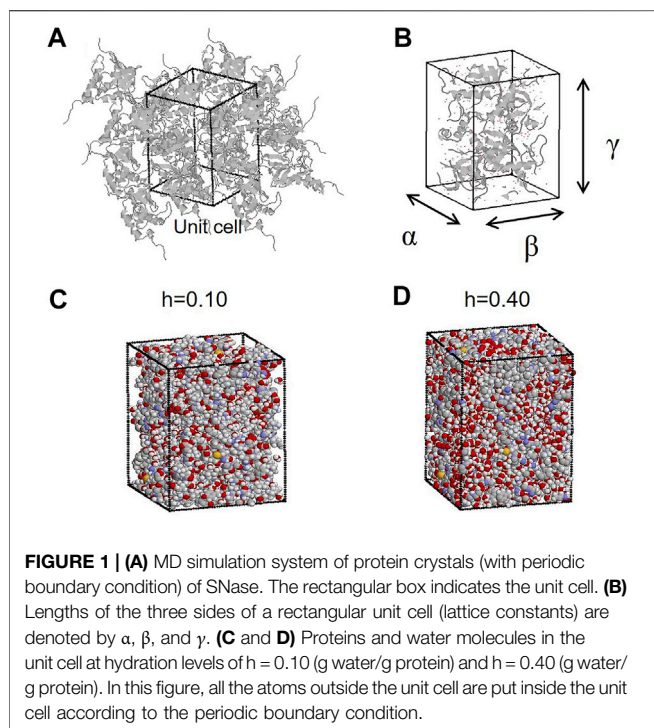 A
B
Unit cell
α
β
γ
C
h=0.10
D
h=0.40
FIGURE 1 | (A) MD simulation system of protein crystals (with periodic
boundary condition) of SNase. The rectangular box indicates the unit cell. (B)
Lengths of the three sides of a rectangular unit cell (lattice constants) are
denoted by α, β, and γ. (C and D) Proteins and water molecules in the
unit cell at hydration levels of h = 0.10 (g water/g protein) and h = 0.40 (g water/
g protein). In this figure, all the atoms outside the unit cell are put inside the unit
cell according to the periodic boundary condition.